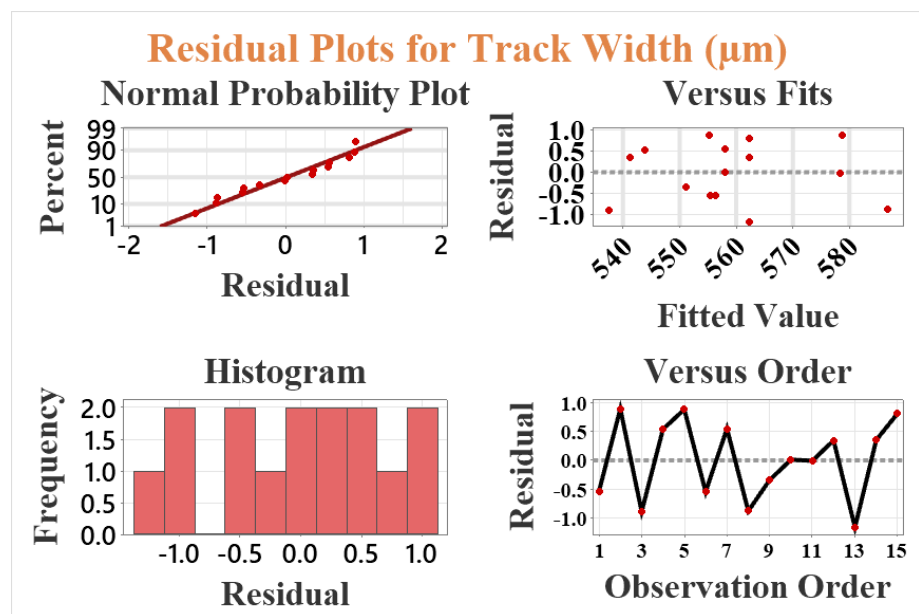 Residual Plots for Track Width (μm)
Normal Probability Plot
Percent
99
90
50
10
1
-2 -1 0 1 2
Residual
Versus Fits
Residual
1.0
0.5
0.0
-0.5
-1.0
540 550 560 570 580
Fitted Value
Histogram
Frequency
2.0
1.5
1.0
0.5
0.0
-1.0 -0.5 0.0 0.5 1.0
Residual
Versus Order
Residual
1.0
0.5
0.0
-0.5
-1.0
1 3 5 7 9 11 13 15
Observation Order